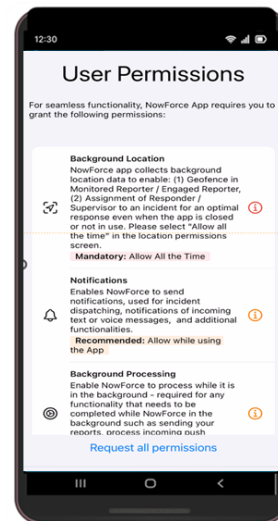 12:30
User Permissions
For seamless functionality, NowForce App requires you to
grant the following permissions:
Background Location
NowForce app collects background
location data to enable: (1) Geofence in
Monitored Reporter / Engaged Reporter,
(2) Assignment of Responder /
Supervisor to an incident for an optimal
response even when the app is closed
or not in use. Please select "Allow all
the time" in the location permissions
screen.
Mandatory: Allow All the Time
Notifications
Enables NowForce to send
notifications, used for incident
dispatching, notifications of incoming
text or voice messages, and additional
functionalities.
Recommended: Allow while using
the App
Background Processing
Enable NowForce to process while it is
in the background - required for any
functionality that needs to be
completed while NowForce in the
background such as sending your
reports, process incoming push
Request all permissions